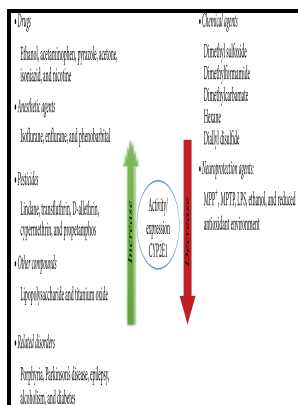 • Drugs
Ethanol, acetaminophen, pyrazole, acetone,
isoniazid, and nicotine
• Anesthetic agents
Isoflurane, enflurane, and phenobarbital
• Pesticides
Lindane, transfluthrin, D-allethrin,
cypermethrin, and propetamphos
• Other compounds
Lipopolysaccharide and titanium oxide
• Related disorders
Porphyria, Parkinson's disease, epilepsy,
alcoholism, and diabetes
Increase
Activity/
expression
CYP2E1
Decrease
• Chemical agents
Dimethyl sulfoxide
Dimethylformamide
Dimethylcarbamate
Hexane
Diallyl disulfide
• Neuroprotection agents:
MPP⁺, MPTP, LPS, ethanol, and reduced
antioxidant environment